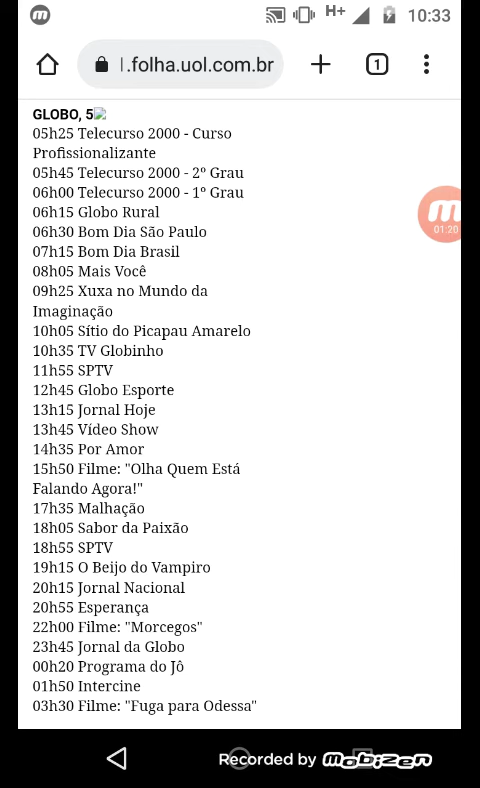 H+ 10:33
l.folha.uol.com.br
1
GLOBO, 5
05h25 Telecurso 2000 - Curso
Profissionalizante
05h45 Telecurso 2000 - 2º Grau
06h00 Telecurso 2000 - 1º Grau
06h15 Globo Rural
06h30 Bom Dia São Paulo
07h15 Bom Dia Brasil
08h05 Mais Você
09h25 Xuxa no Mundo da
Imaginação
10h05 Sítio do Picapau Amarelo
10h35 TV Globinho
11h55 SPTV
12h45 Globo Esporte
13h15 Jornal Hoje
13h45 Vídeo Show
14h35 Por Amor
15h50 Filme: "Olha Quem Está
Falando Agora!"
17h35 Malhação
18h05 Sabor da Paixão
18h55 SPTV
19h15 O Beijo do Vampiro
20h15 Jornal Nacional
20h55 Esperança
22h00 Filme: "Morcegos"
23h45 Jornal da Globo
00h20 Programa do Jô
01h50 Intercine
03h30 Filme: "Fuga para Odessa"
m
01:20
Recorded by Mobizen